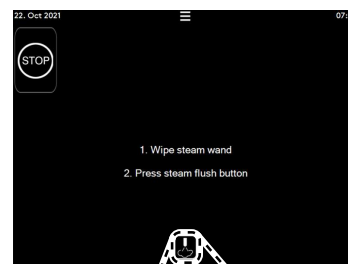 22. Oct 2021
07:
STOP
1. Wipe steam wand
2. Press steam flush button